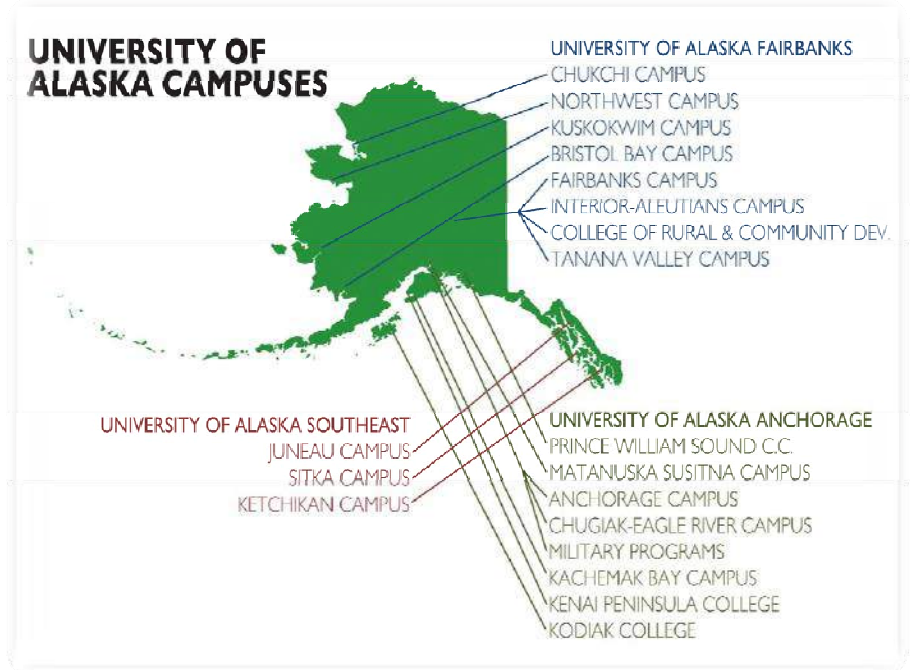 UNIVERSITY OF
ALASKA CAMPUSES
UNIVERSITY OF ALASKA FAIRBANKS
CHUKCHI CAMPUS
NORTHWEST CAMPUS
KUSKOKWIM CAMPUS
BRISTOL BAY CAMPUS
FAIRBANKS CAMPUS
INTERIOR-ALEUTIANS CAMPUS
COLLEGE OF RURAL & COMMUNITY DEV.
TANANA VALLEY CAMPUS
UNIVERSITY OF ALASKA SOUTHEAST
JUNEAU CAMPUS
SITKA CAMPUS
KETCHIKAN CAMPUS
UNIVERSITY OF ALASKA ANCHORAGE
PRINCE WILLIAM SOUND C.C.
MATANUSKA SUSITNA CAMPUS
ANCHORAGE CAMPUS
CHUGIAK-EAGLE RIVER CAMPUS
MILITARY PROGRAMS
KACHEMAK BAY CAMPUS
KENAI PENINSULA COLLEGE
KODIAK COLLEGE